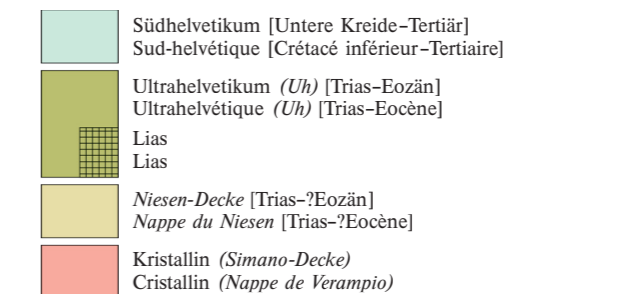 Südhelvetikum [Untere Kreide–Tertiär]
Sud-helvétique [Crétacé inférieur–Tertiaire]
Ultrahelvetikum (Uh) [Trias–Eozän]
Ultrahelvétique (Uh) [Trias–Eocène]
Lias
Lias
Niesen-Decke [Trias–?Eozän]
Nappe du Niesen [Trias–?Eocène]
Kristallin (Simano-Decke)
Cristallin (Nappe de Verampio)